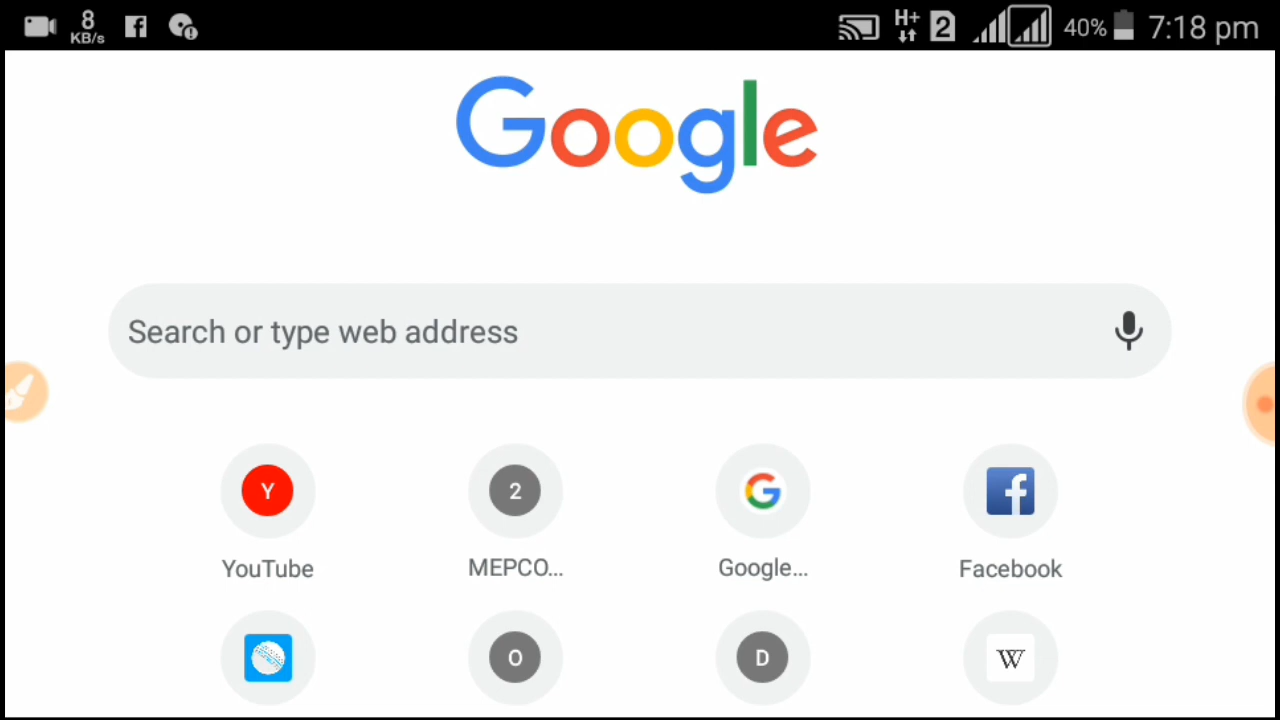 8
KB/s
H+
2
40%
7:18 pm
Google
Search or type web address
Y
2
G
f
YouTube
MEPCO...
Google...
Facebook
O
D
W